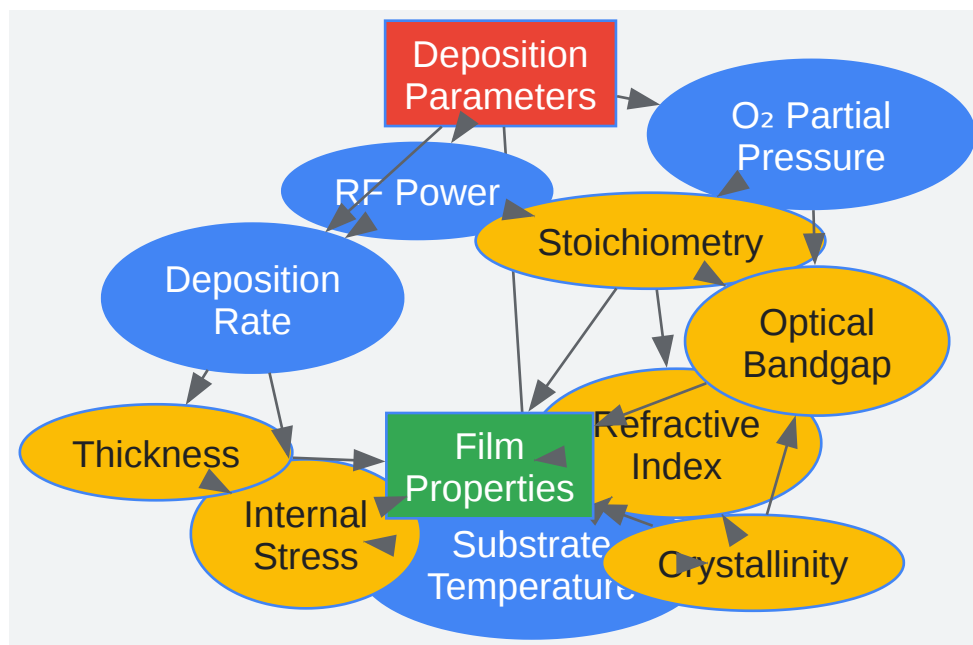 Deposition
Parameters
O₂ Partial
Pressure
RF Power
Stoichiometry
Deposition
Rate
Optical
Bandgap
Refractive
Index
Film
Properties
Thickness
Internal
Stress
Substrate
Temperature
Crystallinity